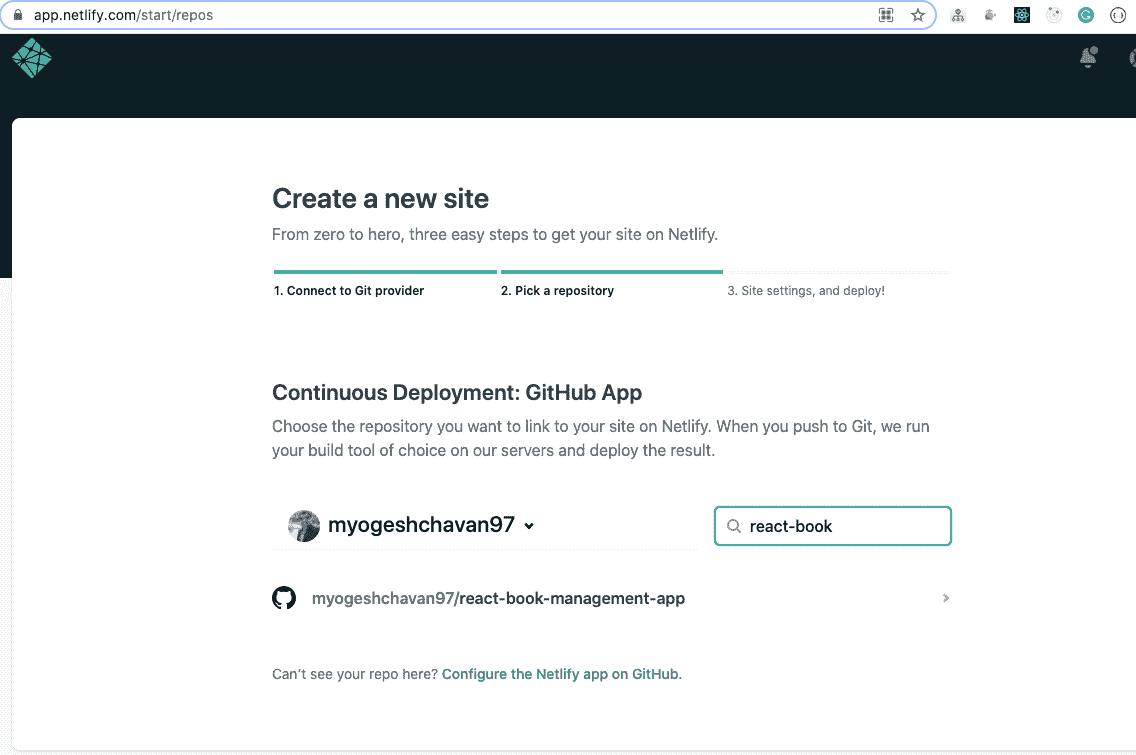 app.netlify.com/start/repos
Create a new site
From zero to hero, three easy steps to get your site on Netlify.
1. Connect to Git provider
2. Pick a repository
3. Site settings, and deploy!
Continuous Deployment: GitHub App
Choose the repository you want to link to your site on Netlify. When you push to Git, we run
your build tool of choice on our servers and deploy the result.
myogeshchavan97
react-book
myogeshchavan97/react-book-management-app
Can’t see your repo here? Configure the Netlify app on GitHub.